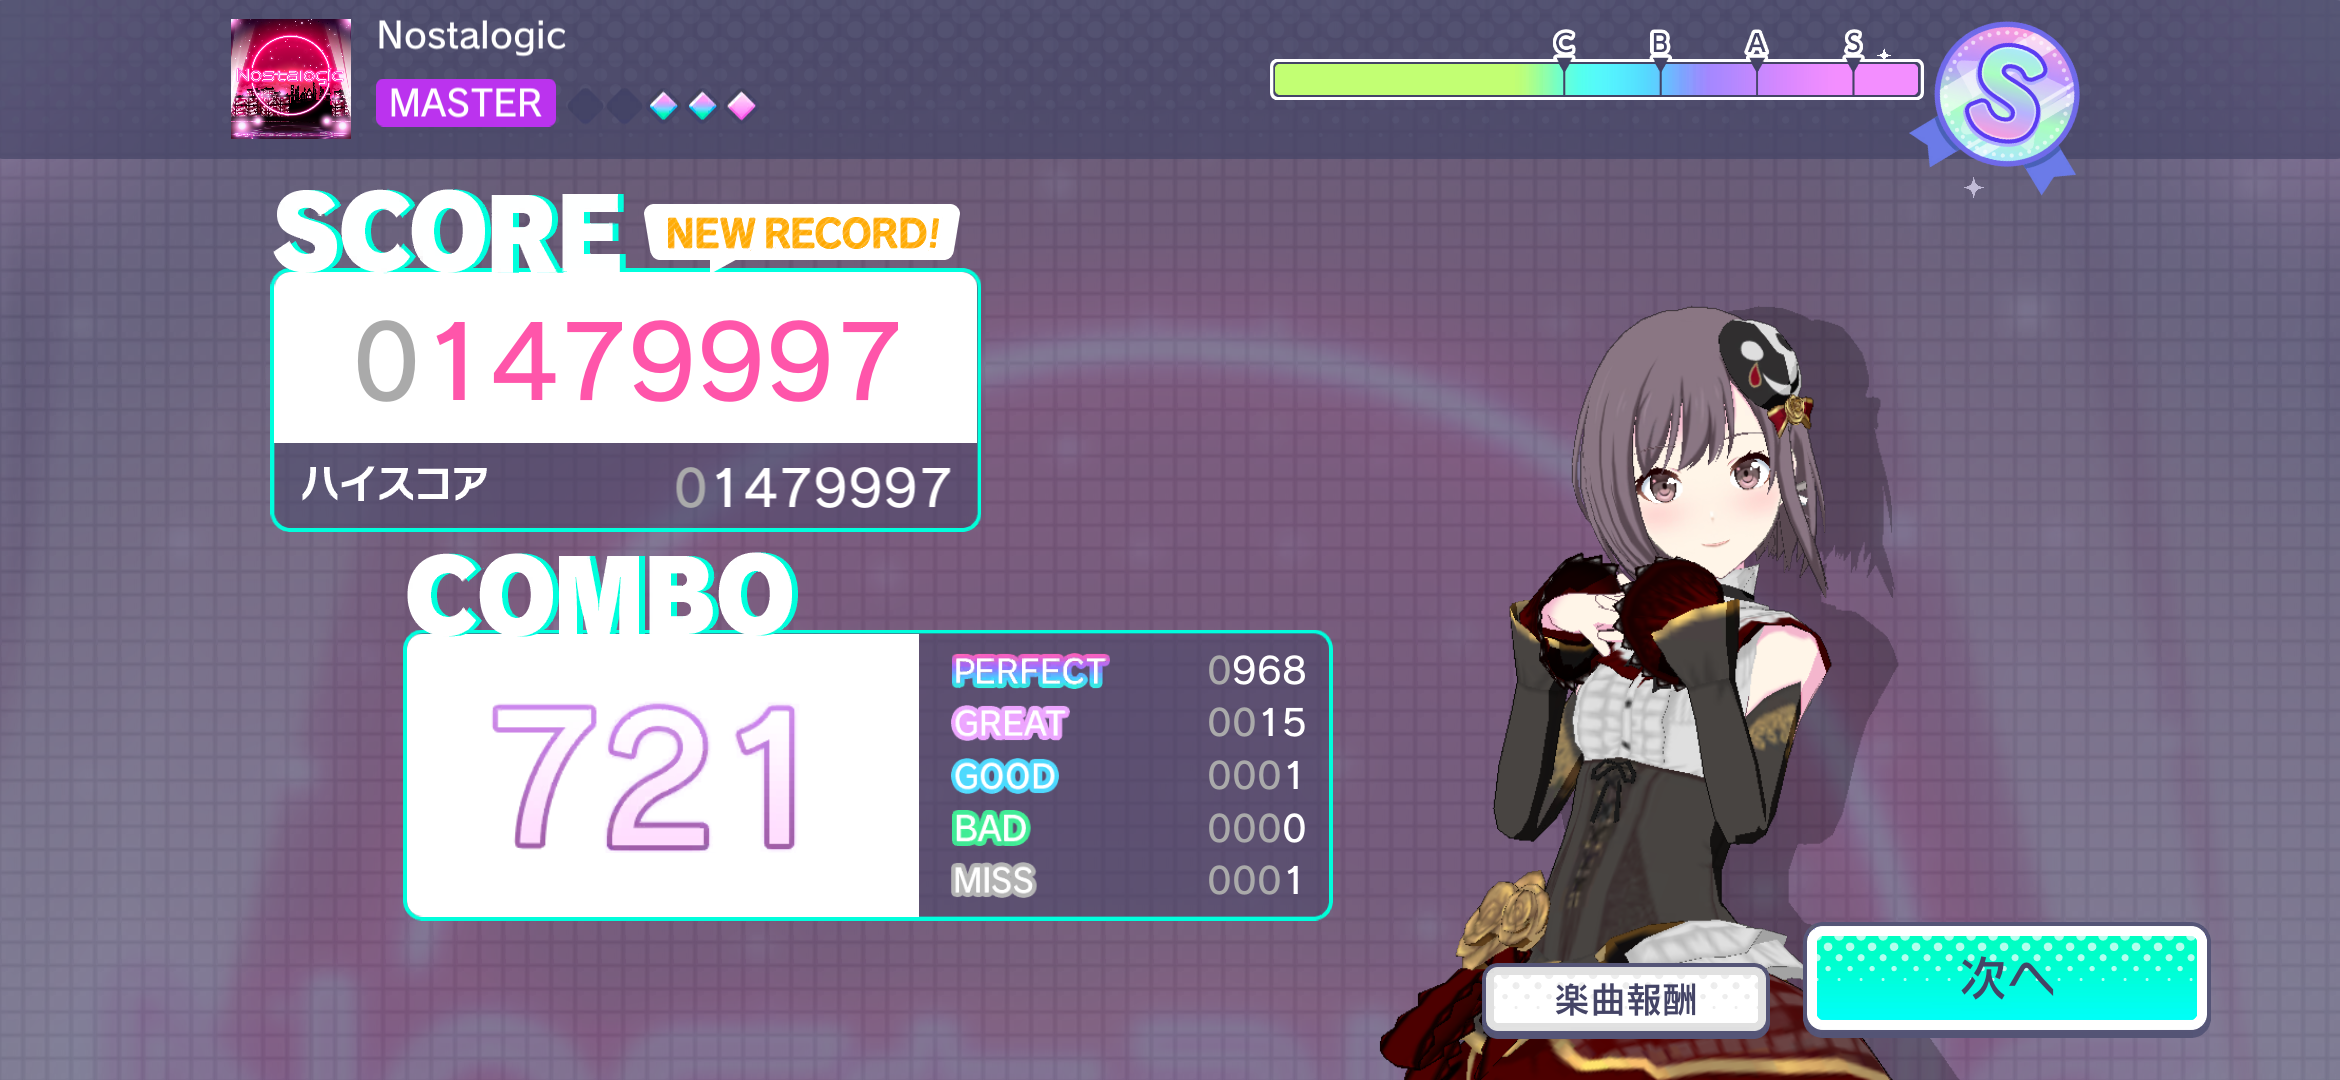 Nostalogic
Nostalogic
MASTER
C B A S
S
SCORE NEW RECORD!
01479997
ハイスコア 01479997
COMBO
721
PERFECT 0968
GREAT 0015
GOOD 0001
BAD 0000
MISS 0001
楽曲報酬
次へ